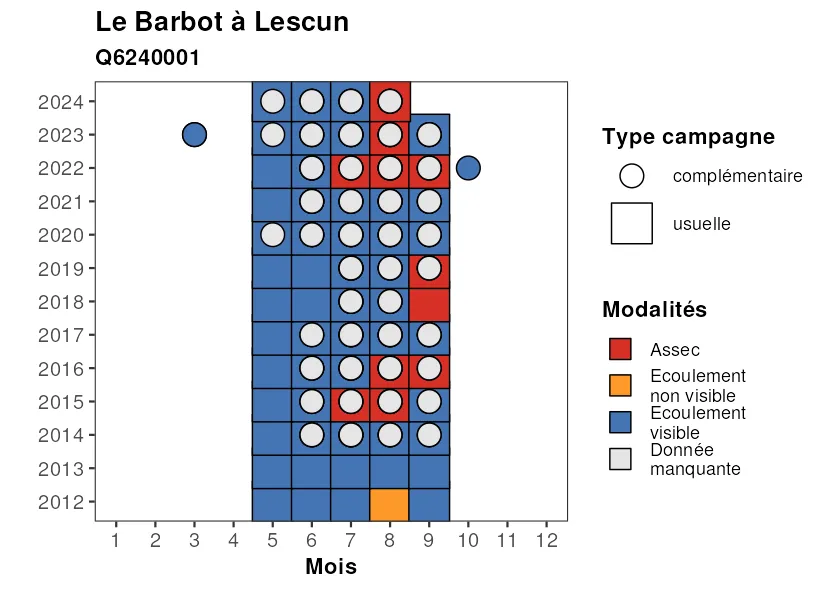 Le Barbot à Lescun
Q6240001
2024
2023
2022
2021
2020
2019
2018
2017
2016
2015
2014
2013
2012
1 2 3 4 5 6 7 8 9 10 11 12
Mois
Type campagne
complémentaire
usuelle
Modalités
Assec
Ecoulement
non visible
Ecoulement
visible
Donnée
manquante